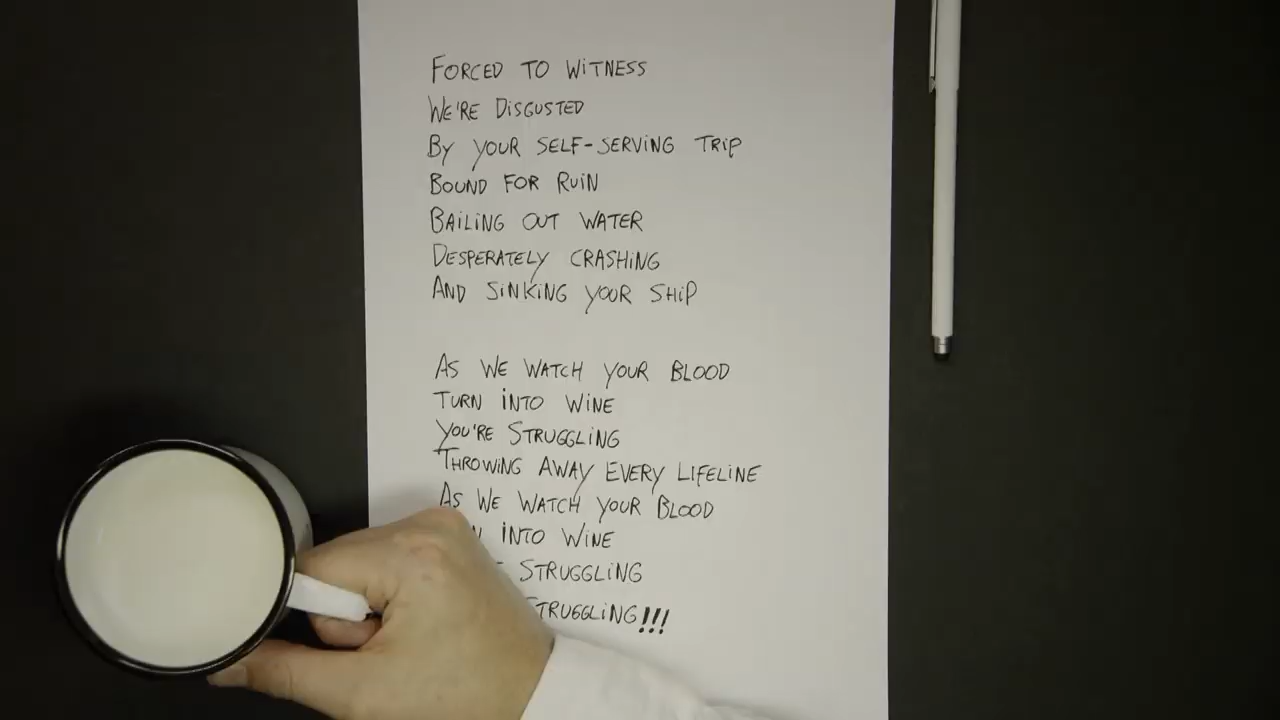 FORCED TO WITNESS
WE'RE DISGUSTED
BY YOUR SELF-SERVING TRIP
BOUND FOR RUIN
BAILING OUT WATER
DESPERATELY CRASHING
AND SINKING YOUR SHIP
AS WE WATCH YOUR BLOOD
TURN INTO WINE
YOU'RE STRUGGLING
THROWING AWAY EVERY LIFELINE
AS WE WATCH YOUR BLOOD
INTO WINE
STRUGGLING
STRUGGLING!!!